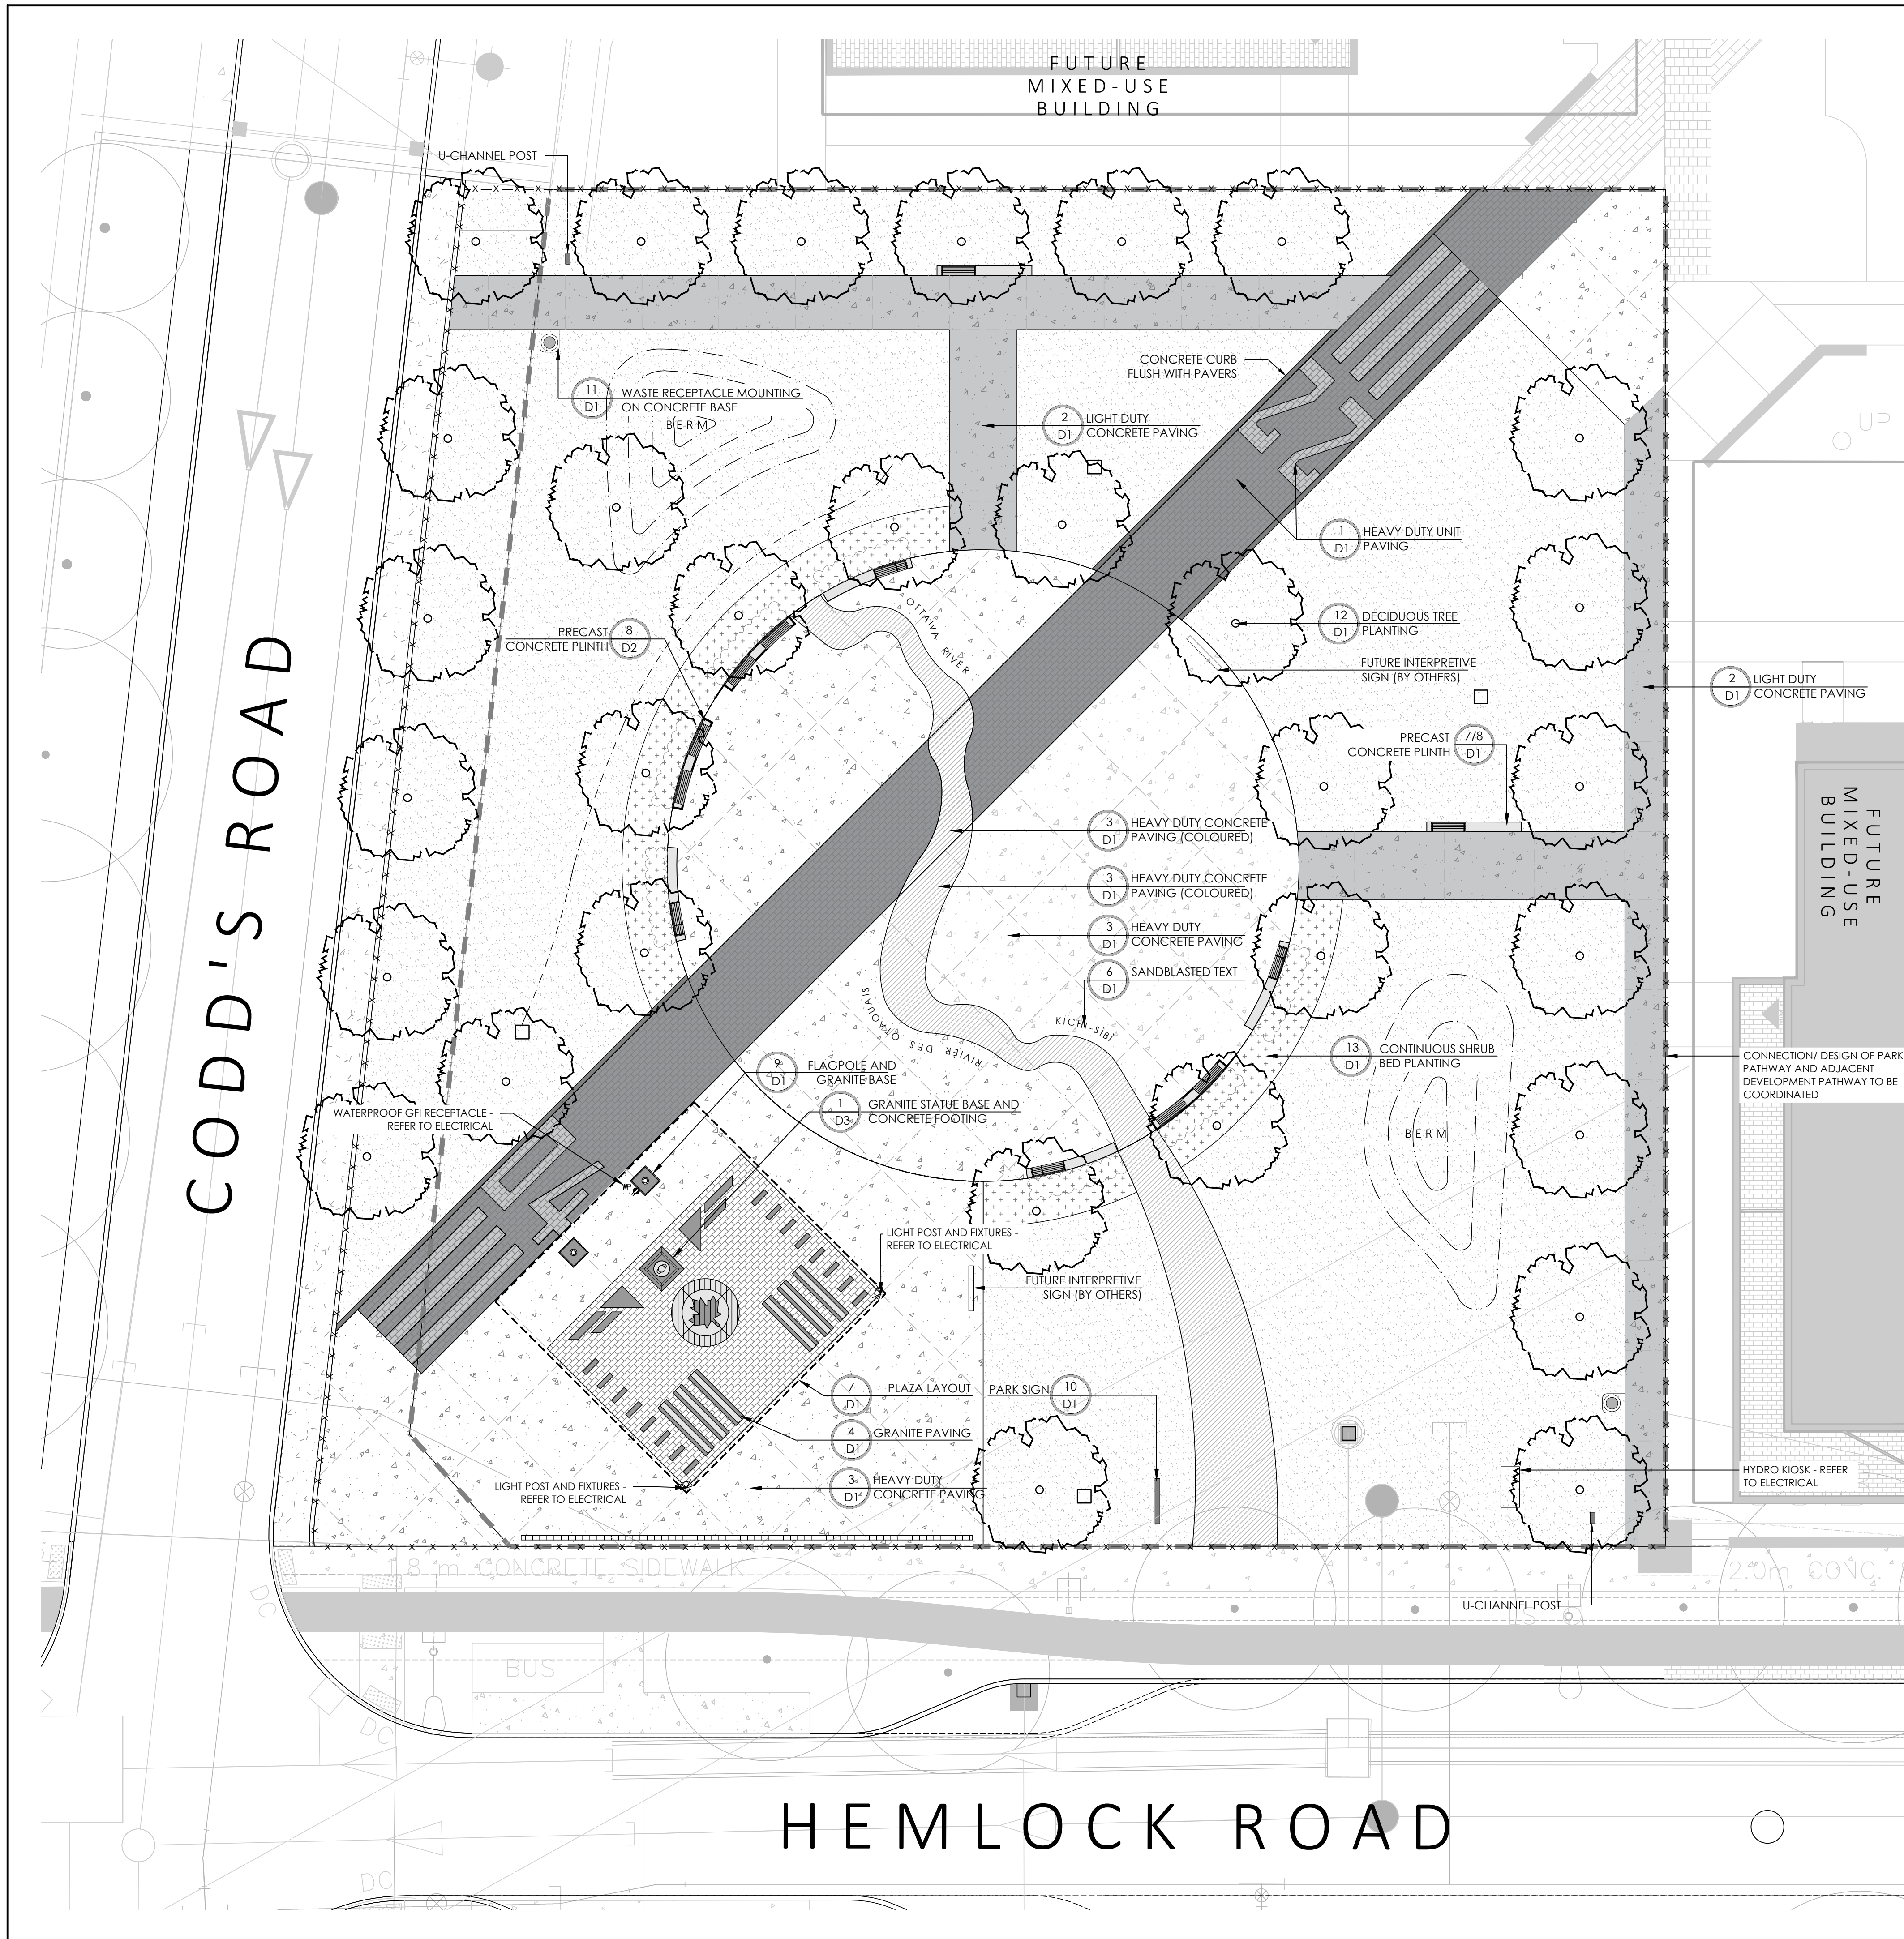 FUTURE
MIXED-USE
BUILDING
U-CHANNEL POST
CONCRETE CURB
FLUSH WITH PAVERS
11
D1
WASTE RECEPTACLE MOUNTING
ON CONCRETE BASE
BERM
2
D1
LIGHT DUTY
CONCRETE PAVING
UP
1
D1
HEAVY DUTY UNIT
PAVING
OTTAWA RIVER
PRECAST
CONCRETE PLINTH
8
D2
12
D1
DECIDUOUS TREE
PLANTING
FUTURE INTERPRETIVE
SIGN (BY OTHERS)
2
D1
LIGHT DUTY
CONCRETE PAVING
PRECAST
CONCRETE PLINTH
7/8
D1
CODD'S ROAD
FUTURE
MIXED-USE
BUILDING
3
D1
HEAVY DUTY CONCRETE
PAVING (COLOURED)
3
D1
HEAVY DUTY CONCRETE
PAVING (COLOURED)
3
D1
HEAVY DUTY
CONCRETE PAVING
6
D1
SANDBLASTED TEXT
KICHI-SIBI
RIVIER DES OTAOUAIS
13
D1
CONTINUOUS SHRUB
BED PLANTING
CONNECTION/ DESIGN OF PARK
PATHWAY AND ADJACENT
DEVELOPMENT PATHWAY TO BE
COORDINATED
9
D1
FLAGPOLE AND
GRANITE BASE
1
D3
GRANITE STATUE BASE AND
CONCRETE FOOTING
WATERPROOF GFI RECEPTACLE -
REFER TO ELECTRICAL
BERM
WP
LIGHT POST AND FIXTURES -
REFER TO ELECTRICAL
FUTURE INTERPRETIVE
SIGN (BY OTHERS)
7
D1
PLAZA LAYOUT
PARK SIGN
10
D1
4
D1
GRANITE PAVING
3
D1
HEAVY DUTY
CONCRETE PAVING
LIGHT POST AND FIXTURES -
REFER TO ELECTRICAL
HYDRO KIOSK - REFER
TO ELECTRICAL
1.8 m CONCRETE SIDEWALK
2.0m CONC.
DC
U-CHANNEL POST
BUS
DC
HEMLOCK ROAD
DC